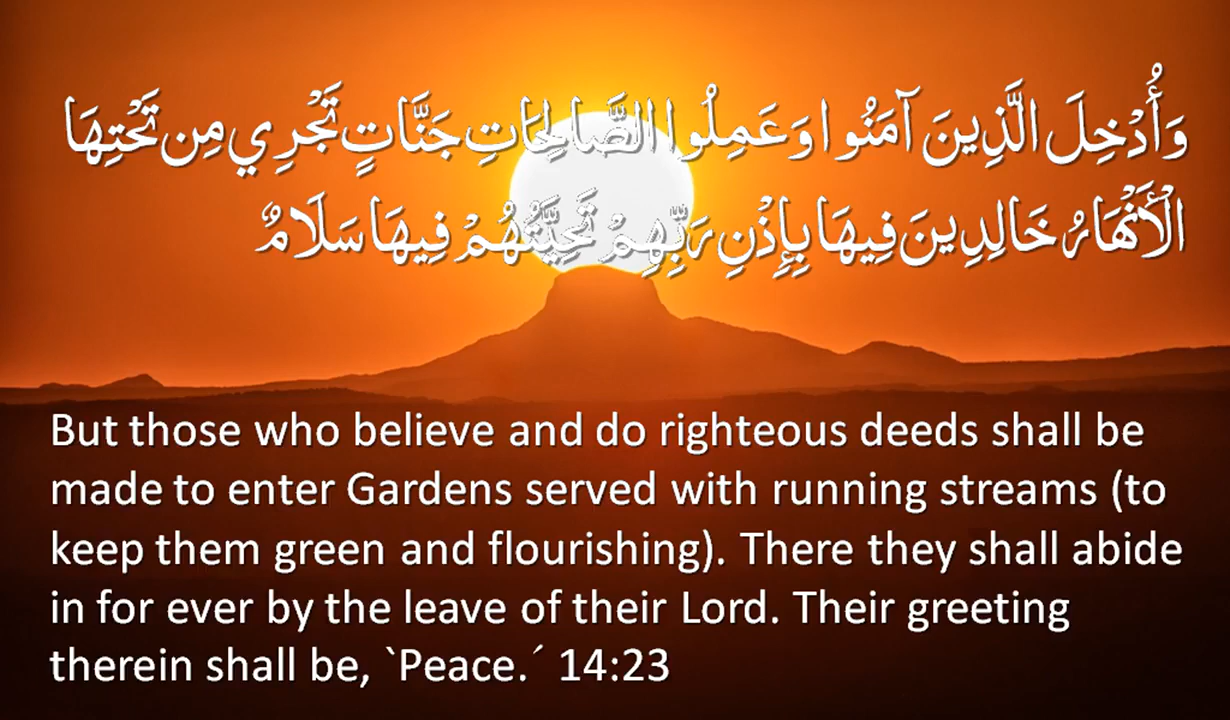 وَأُدْخِلَ الَّذِينَ آمَنُوا وَعَمِلُوا الصَّالِحَاتِ جَنَّاتٍ تَجْرِي مِن تَحْتِهَا
الْأَنْهَارُ خَالِدِينَ فِيهَا بِإِذْنِ رَبِّهِمْ تَحِيَّتُهُمْ فِيهَا سَلَامٌ
But those who believe and do righteous deeds shall be
made to enter Gardens served with running streams (to
keep them green and flourishing). There they shall abide
in for ever by the leave of their Lord. Their greeting
therein shall be, `Peace.´ 14:23